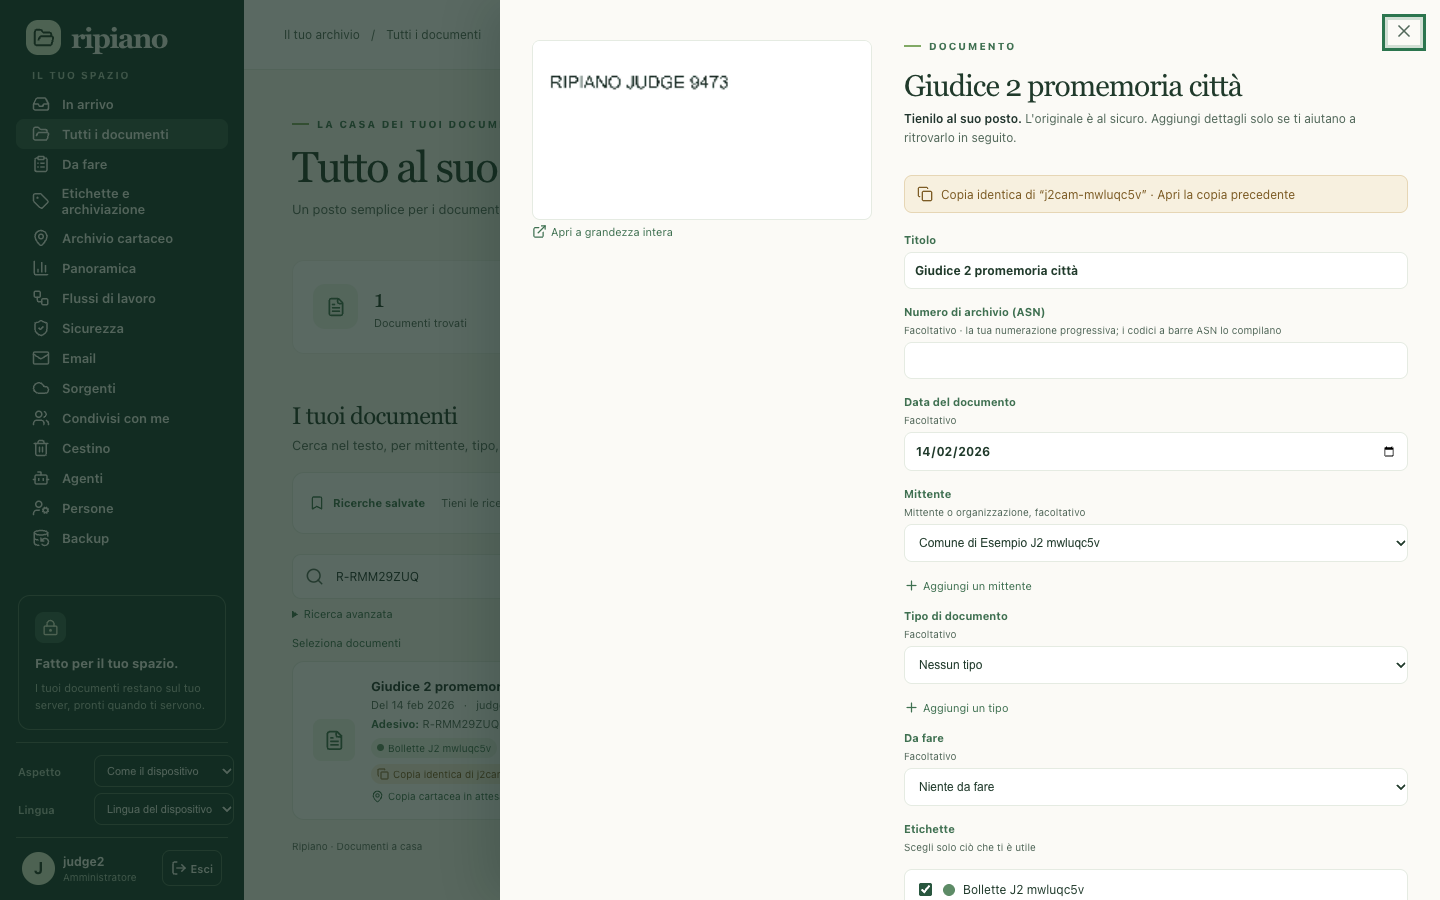 ripiano
IL TUO SPAZIO
In arrivo
Tutti i documenti
Da fare
Etichette e
archiviazione
Archivio cartaceo
Panoramica
Flussi di lavoro
Sicurezza
Email
Sorgenti
Condivisi con me
Cestino
Agenti
Persone
Backup
Fatto per il tuo spazio.
I tuoi documenti restano sul tuo
server, pronti quando ti servono.
Aspetto
Come il dispositivo
Lingua
Lingua del dispositivo
J
judge2
Amministratore
Esci
Il tuo archivio / Tutti i documenti
LA CASA DEI TUOI DOCUM
Tutto al suo
Un posto semplice per i document
1
Documenti trovati
I tuoi documenti
Cerca nel testo, per mittente, tipo,
Ricerche salvate Tieni le rice
R-RMM29ZUQ
Ricerca avanzata
Seleziona documenti
Giudice 2 promemor
Del 14 feb 2026 · judg
Adesivo: R-RMM29ZUQ
Bollette J2 mwluqc5v
Copia identica di j2car
Copia cartacea in attes
Ripiano · Documenti a casa
RIPIANO JUDGE 9473
Apri a grandezza intera
DOCUMENTO
Giudice 2 promemoria città
Tienilo al suo posto. L'originale è al sicuro. Aggiungi dettagli solo se ti aiutano a
ritrovarlo in seguito.
Copia identica di “j2cam-mwluqc5v” · Apri la copia precedente
Titolo
Giudice 2 promemoria città
Numero di archivio (ASN)
Facoltativo · la tua numerazione progressiva; i codici a barre ASN lo compilano
Data del documento
Facoltativo
14/02/2026
Mittente
Mittente o organizzazione, facoltativo
Comune di Esempio J2 mwluqc5v
Aggiungi un mittente
Tipo di documento
Facoltativo
Nessun tipo
Aggiungi un tipo
Da fare
Facoltativo
Niente da fare
Etichette
Scegli solo ciò che ti è utile
Bollette J2 mwluqc5v